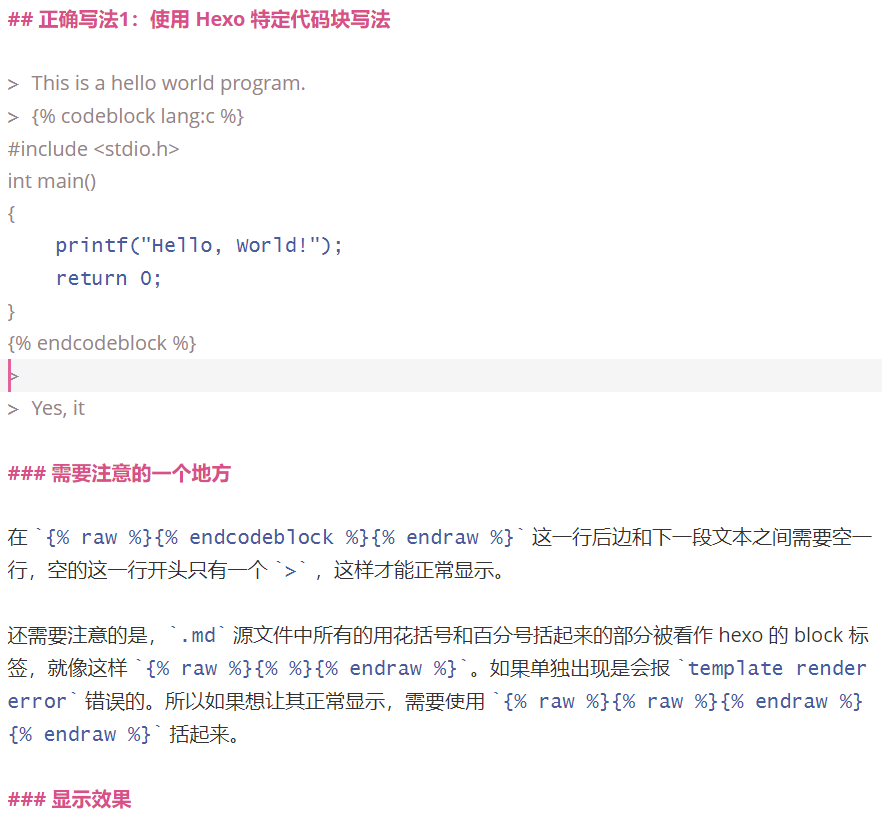 ## 正确写法1：使用 Hexo 特定代码块写法
> This is a hello world program.
> {% codeblock lang:c %}
#include <stdio.h>
int main()
{
    printf("Hello, World!");
    return 0;
}
{% endcodeblock %}
>
> Yes, it
### 需要注意的一个地方
在 `{% raw %}{% endcodeblock %}{% endraw %}` 这一行后边和下一段文本之间需要空一
行，空的这一行开头只有一个 `>` ，这样才能正常显示。
还需要注意的是，`.md` 源文件中所有的用花括号和百分号括起来的部分被看作 hexo 的 block 标
签，就像这样 `{% raw %}{% %}{% endraw %}`。如果单独出现是会报 `template render
error` 错误的。所以如果想让其正常显示，需要使用 `{% raw %}{% raw %}{% endraw %}
{% endraw %}` 括起来。
### 显示效果